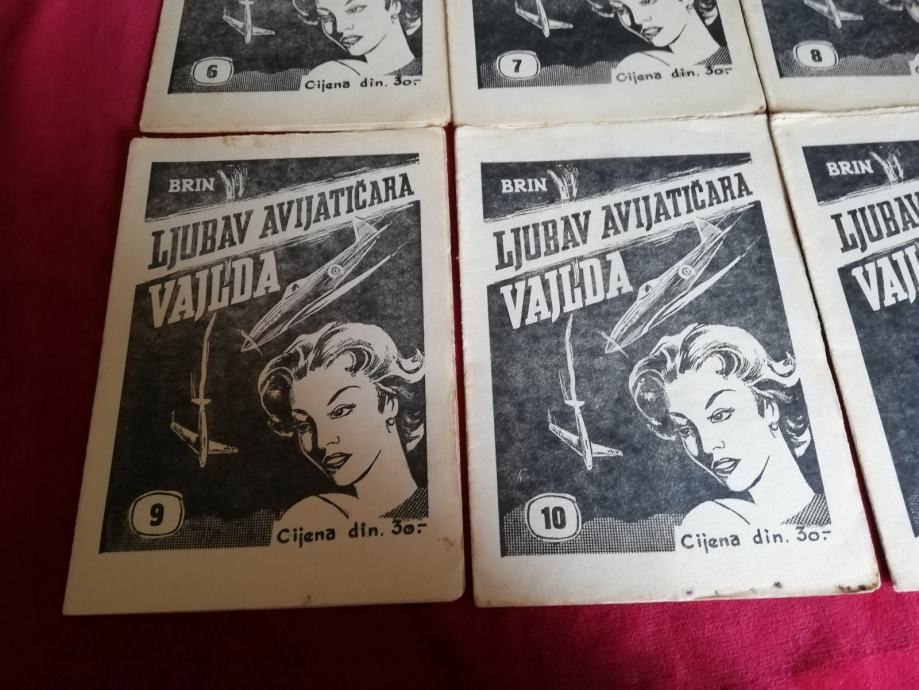 6
Cijena din. 30.-
7
Cijena din. 30.-
8
BRIN
LJUBAV AVIJATIČARA
VAJLDA
9
Cijena din. 30.-
BRIN
LJUBAV AVIJATIČARA
VAJLDA
10
Cijena din. 30.-
BRIN
LJUBAV